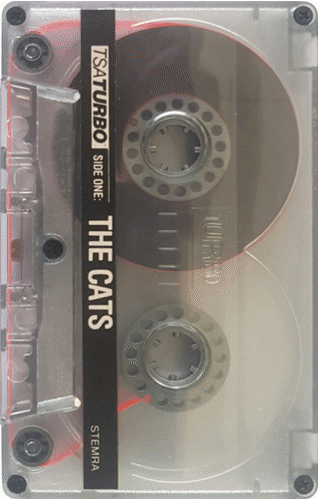 TSATURBO
SIDE ONE:
THE CATS
STEMRA
TURBO